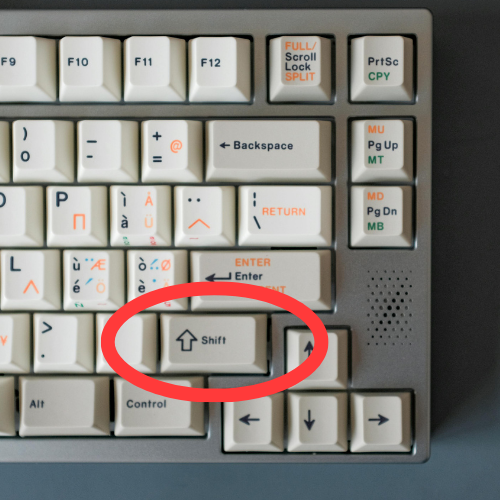 F9 F10 F11 F12 FULL/
Scroll
Lock
SPLIT PrtSc
CPY
)
0 _
- + @
= ← Backspace MU
Pg Up
MT
P
П ì
à ¨
^ ¦
\ RETURN MD
Pg Dn
MB
L
Λ ù Æ
é ò Ø
è ENTER
↵ Enter
¥ >
. ⇧ Shift ↑
Alt Control ← ↓ →